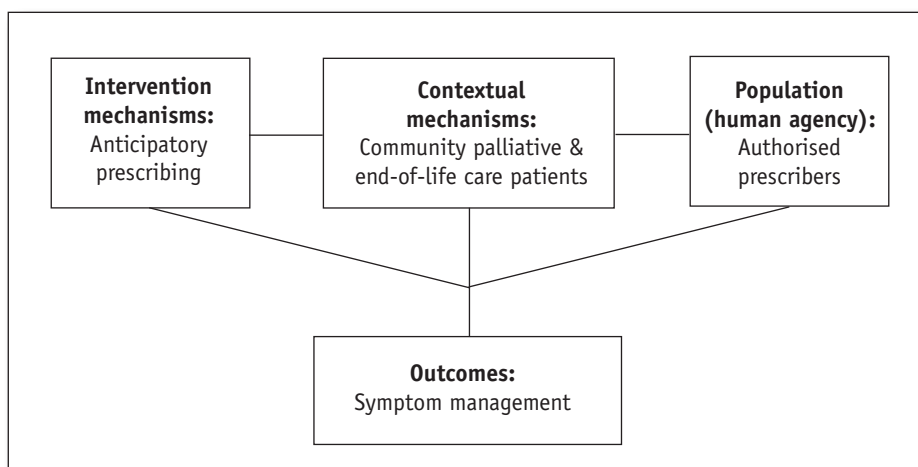 Intervention
mechanisms:
Anticipatory
prescribing
Contextual
mechanisms:
Community palliative &
end-of-life care patients
Population
(human agency):
Authorised
prescribers
Outcomes:
Symptom management